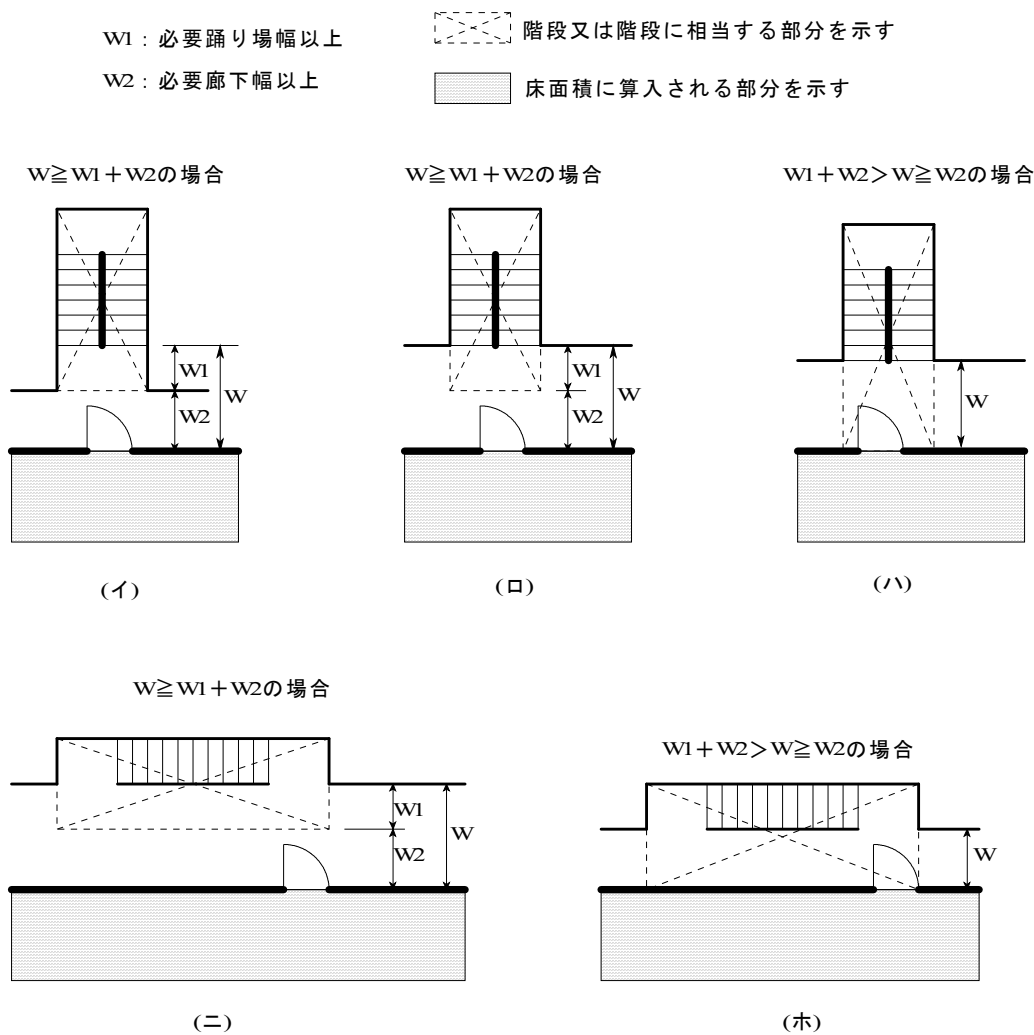 W1：必要踊り場幅以上
階段又は階段に相当する部分を示す
W2：必要廊下幅以上
床面積に算入される部分を示す
W≧W1＋W2の場合
W≧W1＋W2の場合
W1＋W2＞W≧W2の場合
W1
W
W2
W1
W
W2
W
(イ)
(ロ)
(ハ)
W≧W1＋W2の場合
W1＋W2＞W≧W2の場合
W1
W
W2
W
(ニ)
(ホ)